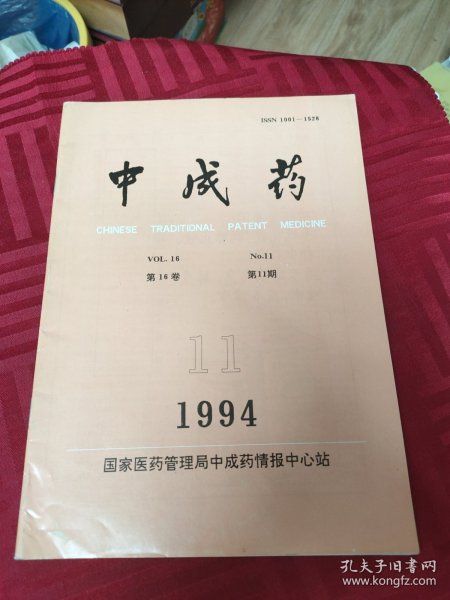 ISSN 1001-1528
中成药
CHINESE TRADITIONAL PATENT MEDICINE
VOL. 16 No.11
第16卷 第11期
11
1994
国家医药管理局中成药情报中心站
孔夫子旧书网
www.kongfz.com